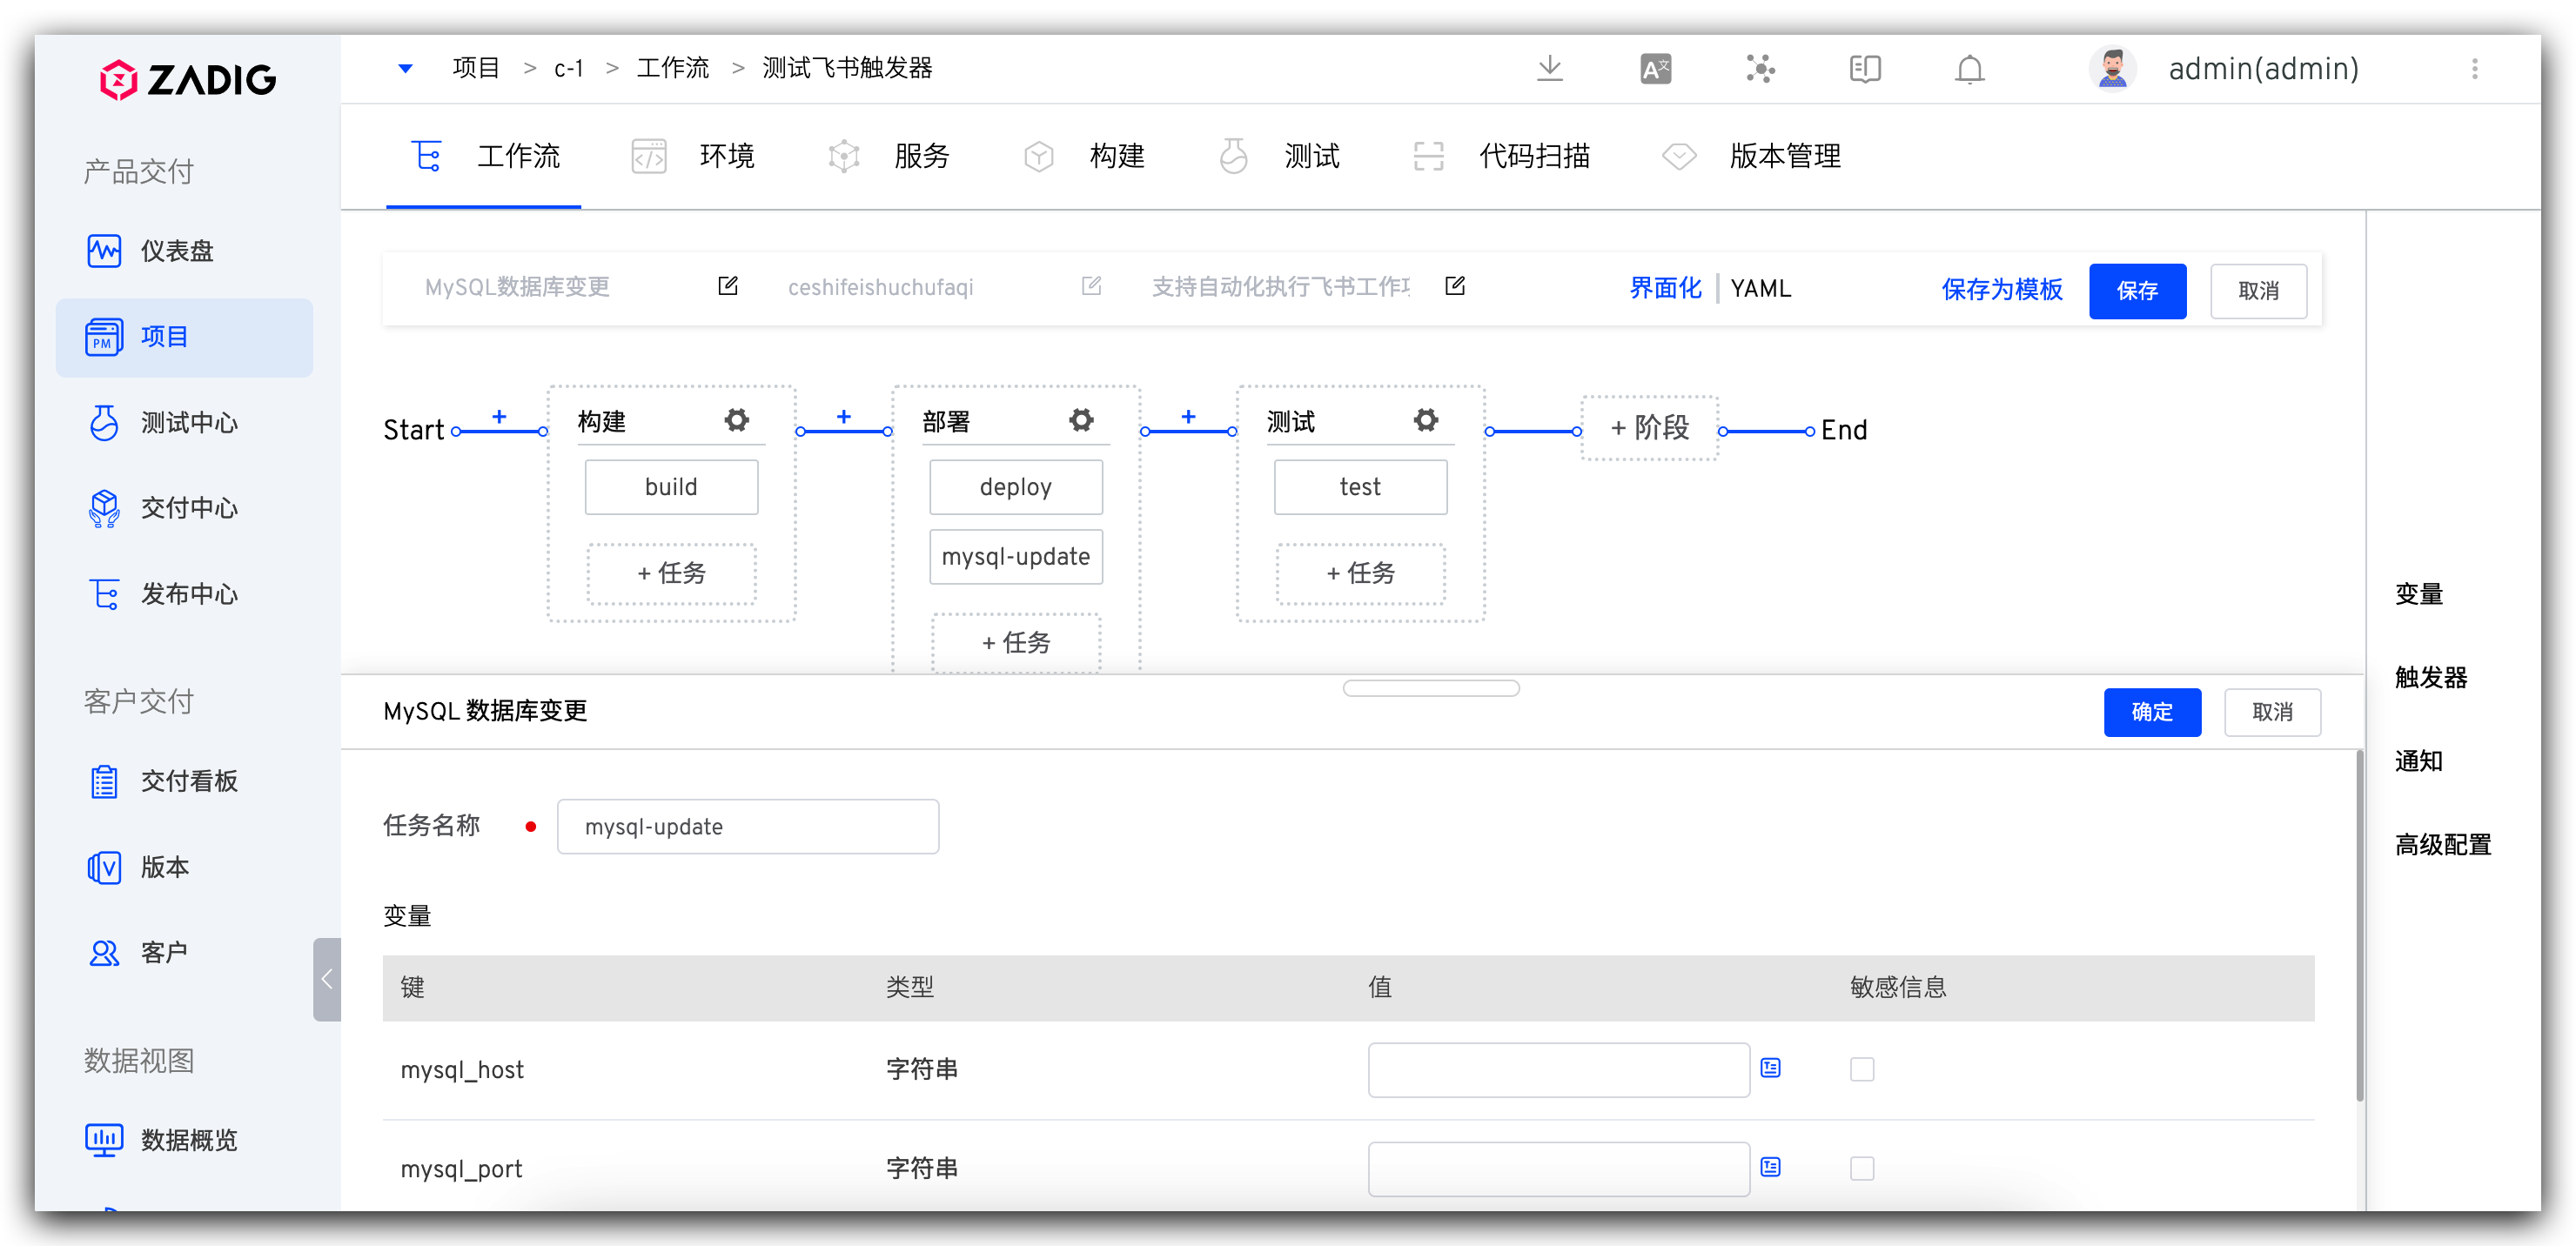 ZADIG
产品交付
仪表盘
PM
项目
测试中心
交付中心
发布中心
客户交付
交付看板
版本
客户
数据视图
数据概览
项目 > c-1 > 工作流 > 测试飞书触发器
admin(admin)
工作流 环境 服务 构建 测试 代码扫描 版本管理
MySQL数据库变更 ceshifeishuchufaqi 支持自动化执行飞书工作 界面化 | YAML 保存为模板 保存 取消
Start + 构建 + 部署 + 测试 + 阶段 End
build deploy test
mysql-update
+ 任务 + 任务
+ 任务
变量
触发器
通知
高级配置
MySQL 数据库变更 确定 取消
任务名称 mysql-update
变量
键 类型 值 敏感信息
mysql_host 字符串
mysql_port 字符串